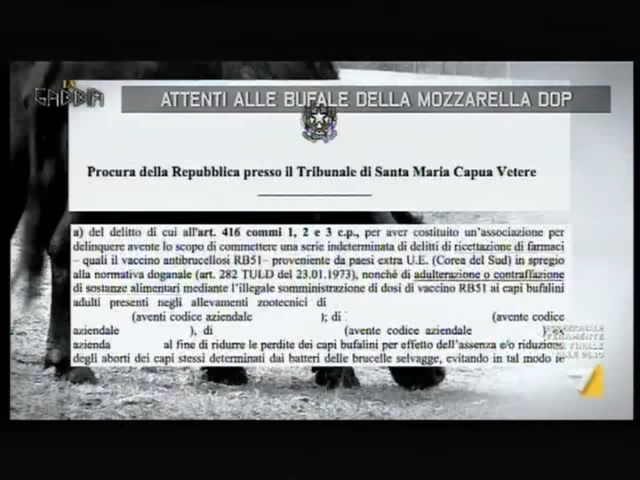 LA
GABBIA
ATTENTI ALLE BUFALE DELLA MOZZARELLA DOP
Procura della Repubblica presso il Tribunale di Santa Maria Capua Vetere
a) del delitto di cui all'art. 416 commi 1, 2 e 3 c.p., per aver costituito un'associazione per
delinquere avente lo scopo di commettere una serie indeterminata di delitti di ricettazione di farmaci
– quali il vaccino antibrucellosi RB51– proveniente da paesi extra U.E. (Corea del Sud) in spregio
alla normativa doganale (art. 282 TULD del 23.01.1973), nonché di adulterazione o contraffazione
di sostanze alimentari mediante l'illegale somministrazione di dosi di vaccino RB51 ai capi bufalini
adulti presenti negli allevamenti zootecnici di
(aventi codice aziendale ); di (avente codice
aziendale ), di (avente codice aziendale )
azienda al fine di ridurre le perdite dei capi bufalini per effetto dell'assenza e/o riduzione
degli aborti dei capi stessi determinati dai batteri delle brucelle selvagge, evitando in tal modo le